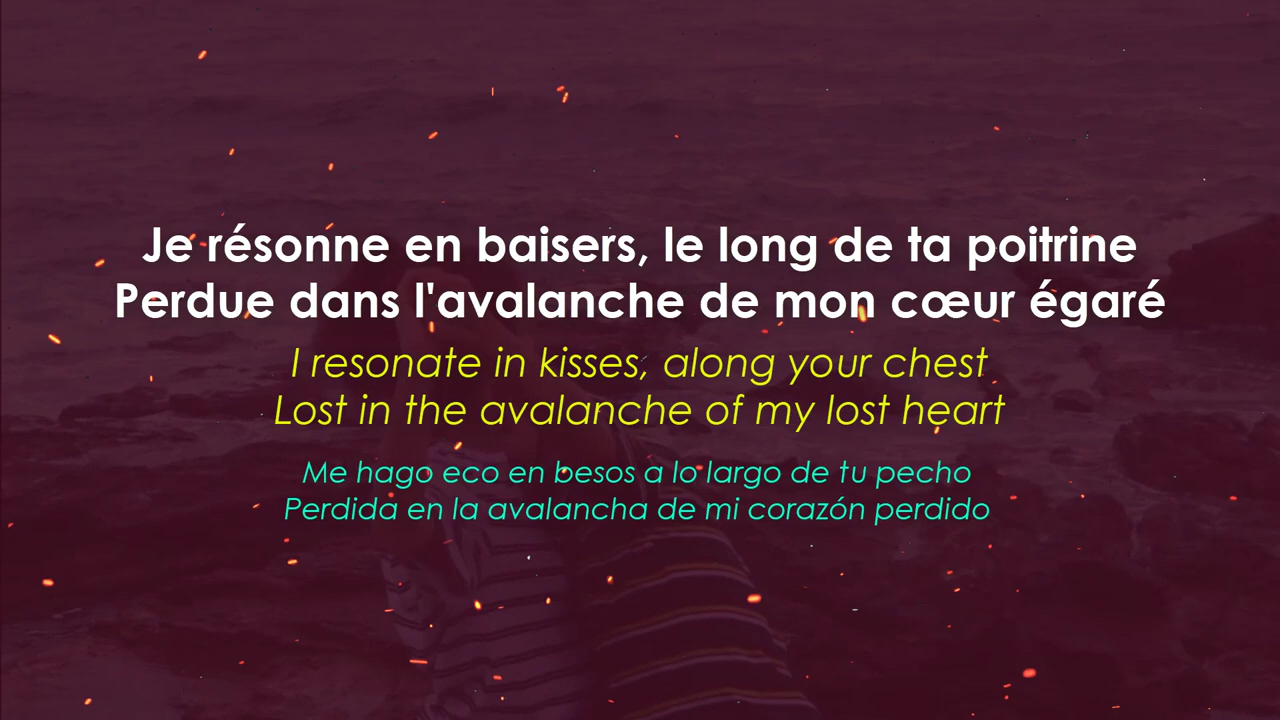 Je résonne en baisers, le long de ta poitrine
Perdue dans l'avalanche de mon cœur égaré
I resonate in kisses, along your chest
Lost in the avalanche of my lost heart
Me hago eco en besos a lo largo de tu pecho
Perdida en la avalancha de mi corazón perdido